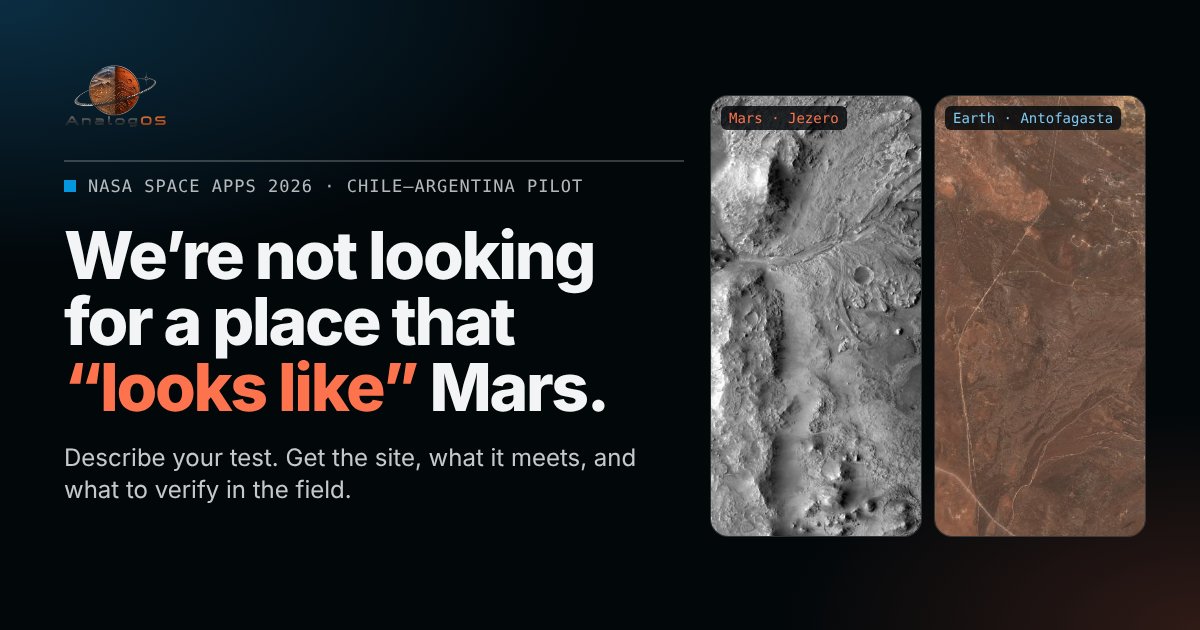 AnalogOS
NASA SPACE APPS 2026 · CHILE—ARGENTINA PILOT
We’re not looking
for a place that
“looks like” Mars.
Describe your test. Get the site, what it meets, and
what to verify in the field.
Mars · Jezero
Earth · Antofagasta